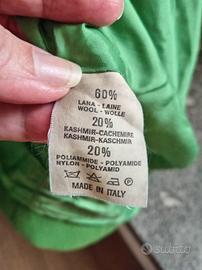 60%
LANA - LAINE
WOOL - WOLLE
20%
KASHMIR-CACHEMIRE
KASHMIR-KASCHMIR
20%
POLIAMMIDE - POLYAMIDE
NYLON - POLYAMID
MADE IN ITALY
Subito